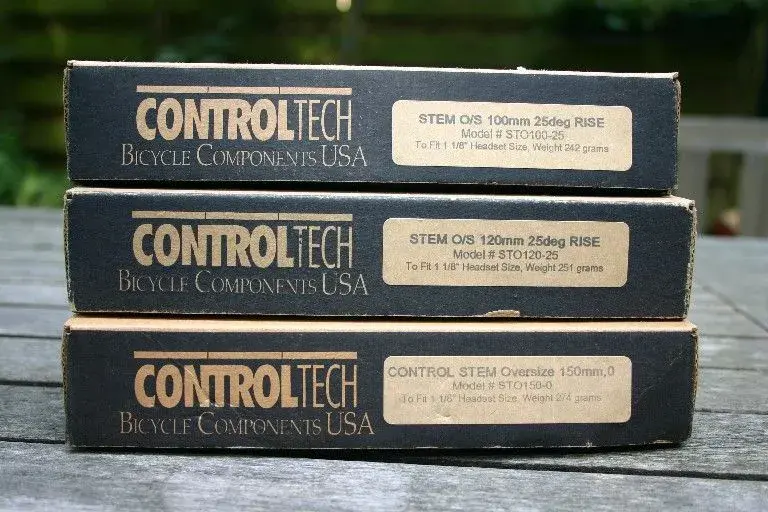 CONTROLTECH
BICYCLE COMPONENTS USA
STEM O/S 100mm 25deg RISE
Model # STO100-25
To Fit 1 1/8" Headset Size, Weight 242 grams
CONTROLTECH
BICYCLE COMPONENTS USA
STEM O/S 120mm 25deg RISE
Model # STO120-25
To Fit 1 1/8" Headset Size, Weight 251 grams
CONTROLTECH
BICYCLE COMPONENTS USA
CONTROL STEM Oversize 150mm,0
Model # STO150-0
To Fit 1 1/8" Headset Size, Weight 274 grams